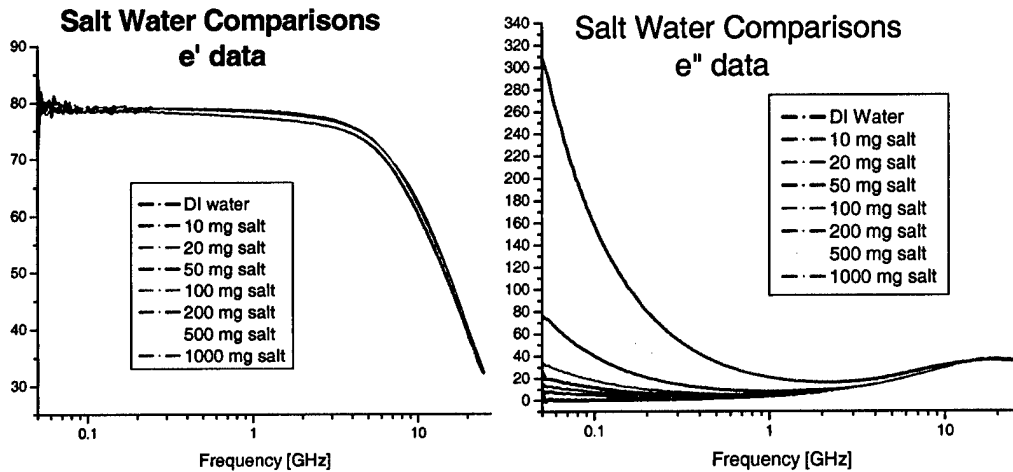 Salt Water Comparisons
e' data
90
80
70
60
50
40
30
DI water
10 mg salt
20 mg salt
50 mg salt
100 mg salt
200 mg salt
500 mg salt
1000 mg salt
0.1
1
10
Frequency [GHz]
Salt Water Comparisons
e" data
340
320
300
280
260
240
220
200
180
160
140
120
100
80
60
40
20
0
DI Water
10 mg salt
20 mg salt
50 mg salt
100 mg salt
200 mg salt
500 mg salt
1000 mg salt
0.1
1
10
Frequency [GHz]